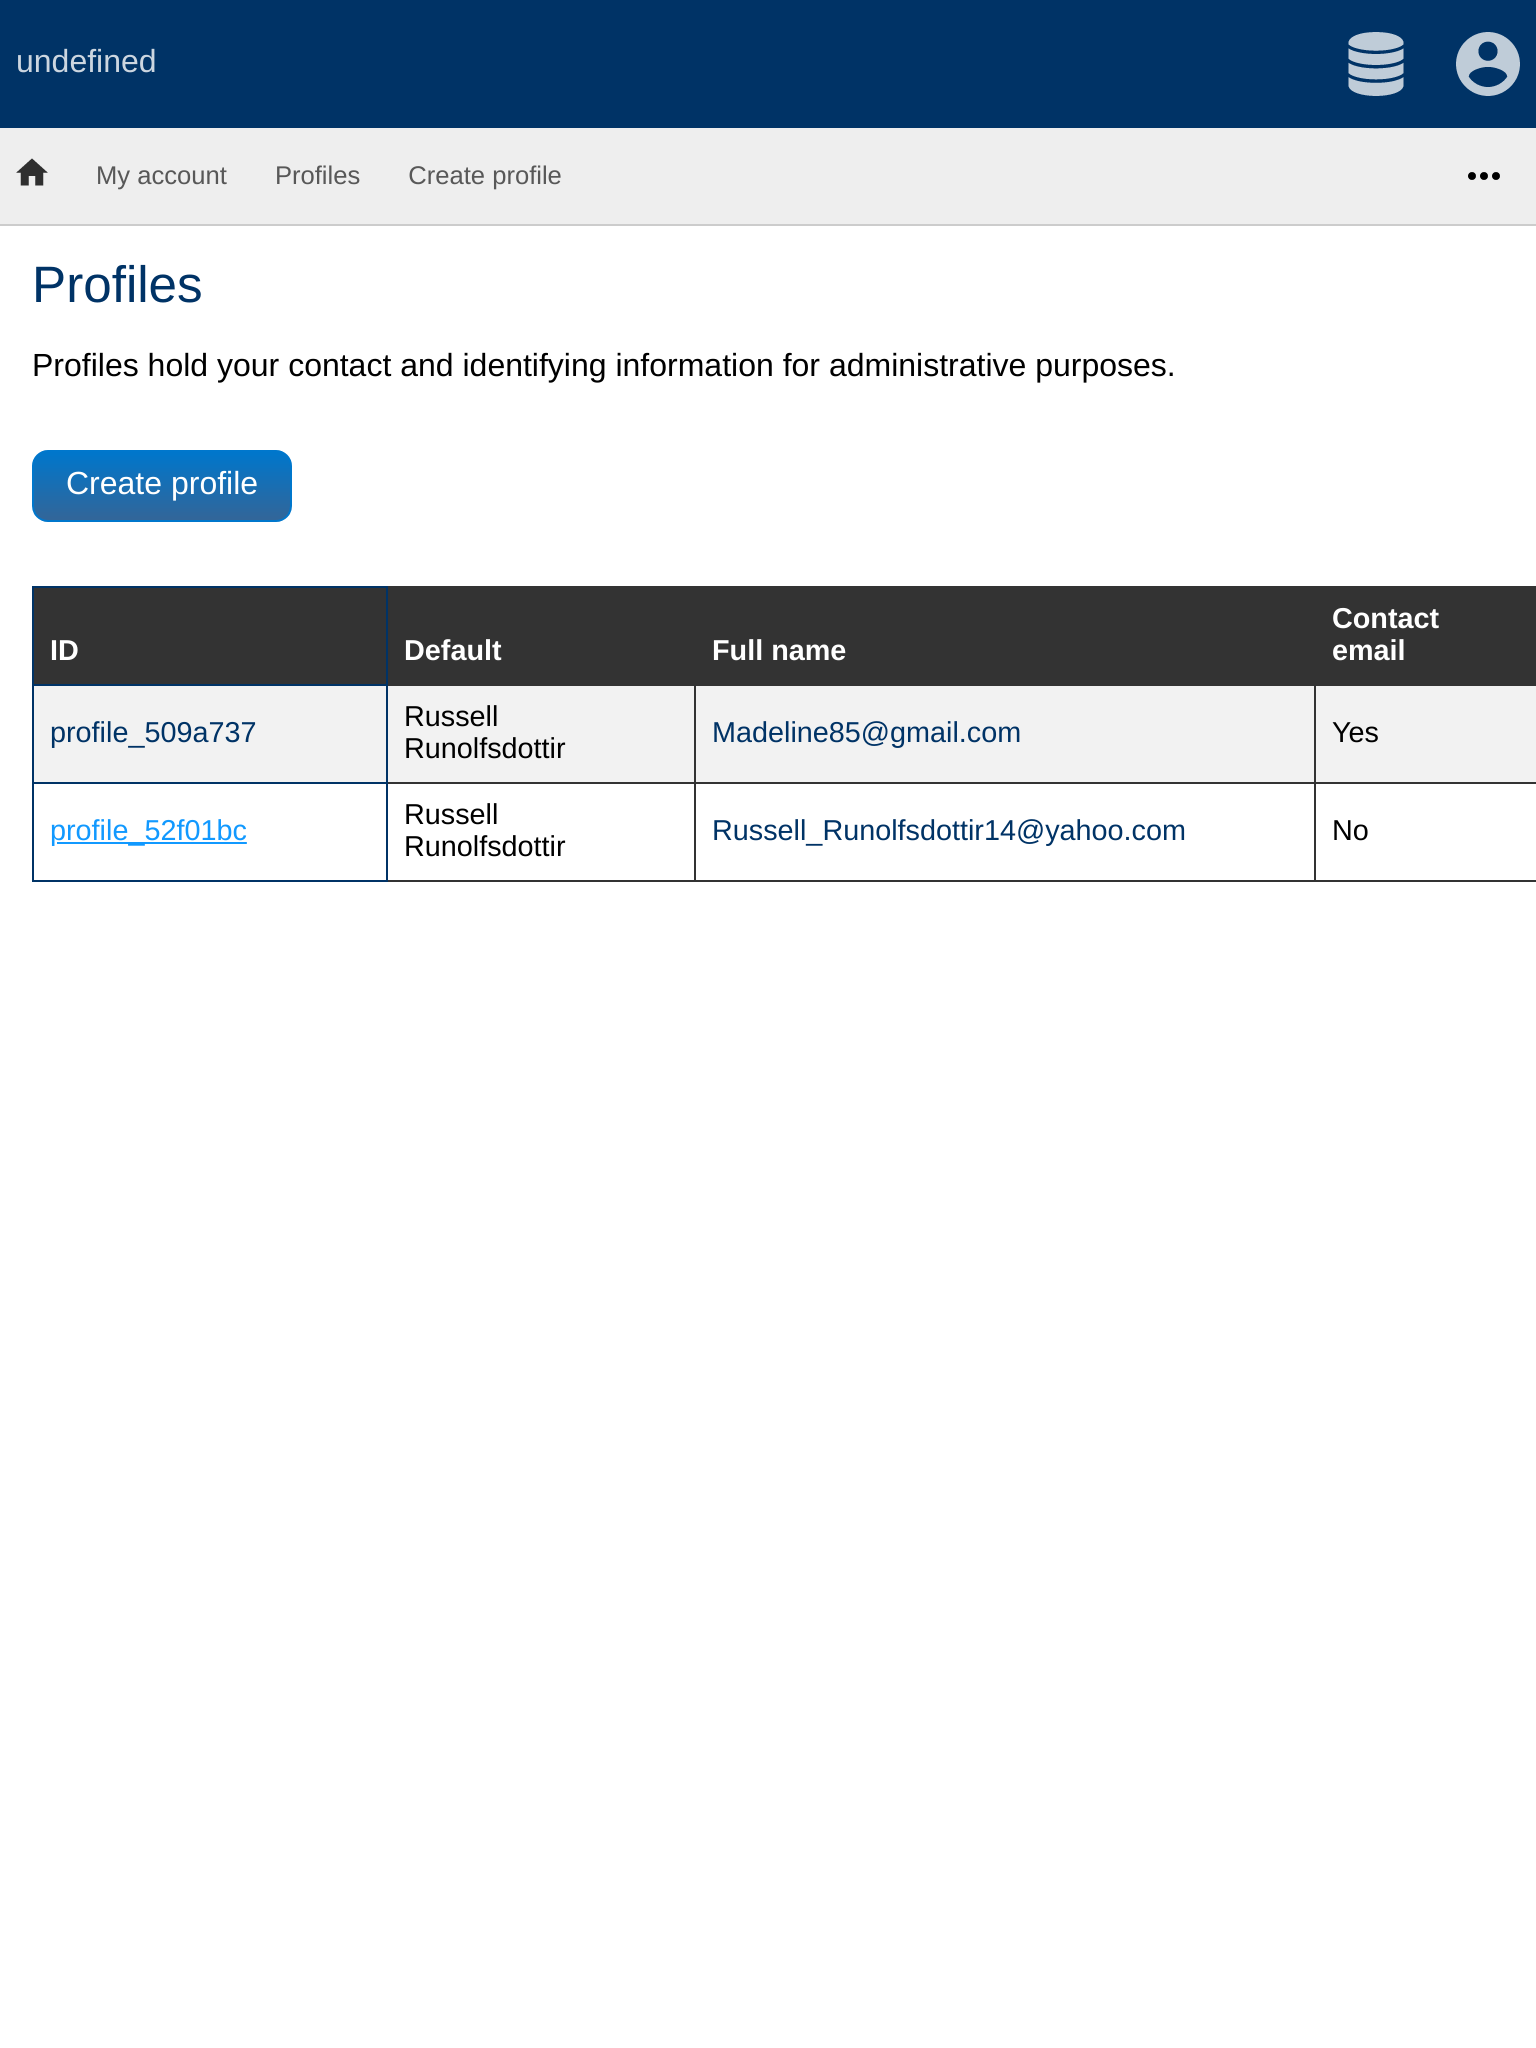 undefined
My account Profiles Create profile
Profiles
Profiles hold your contact and identifying information for administrative purposes.
Create profile
ID Default Full name Contact email
profile_509a737 Russell Runolfsdottir Madeline85@gmail.com Yes
profile_52f01bc Russell Runolfsdottir Russell_Runolfsdottir14@yahoo.com No